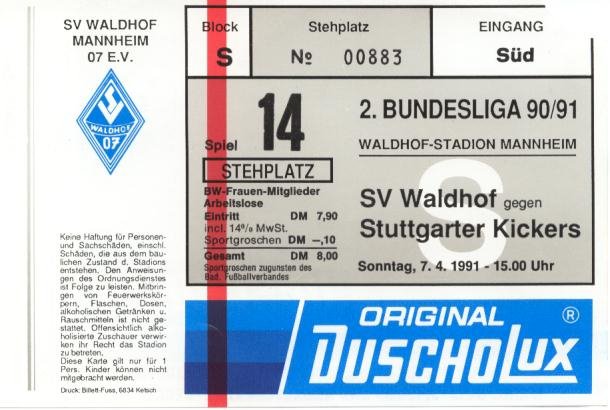 SV WALDHOF
MANNHEIM
07 E.V.
WALDHOF
07
Keine Haftung für Personen-
und Sachschäden, einschl.
Schäden, die aus dem bau-
lichen Zustand d. Stadions
entstehen. Den Anweisun-
gen des Ordnungsdienstes
ist Folge zu leisten. Mitbrin-
gen von Feuerwerkskör-
pern, Flaschen, Dosen,
alkoholischen Getränken u.
Rauschmitteln ist nicht ge-
stattet. Offensichtlich alko-
holisierte Zuschauer verwir-
ken ihr Recht das Stadion
zu betreten.
Diese Karte gilt nur für 1
Pers. Kinder können nicht
mitgebracht werden.
Druck: Billett-Fuss, 6834 Ketsch
Block
S
Stehplatz
Nº 00883
EINGANG
Süd
Spiel 14
STEHPLATZ
BW-Frauen-Mitglieder
Arbeitslose
Eintritt DM 7,90
incl. 14% MwSt.
Sportgroschen DM –,10
Gesamt DM 8,00
Sportgroschen zugunsten des
Bad. Fußballverbandes
2. BUNDESLIGA 90/91
WALDHOF-STADION MANNHEIM
S
SV Waldhof gegen
Stuttgarter Kickers
Sonntag, 7. 4. 1991 - 15.00 Uhr
ORIGINAL ®
DUSCHOLUX